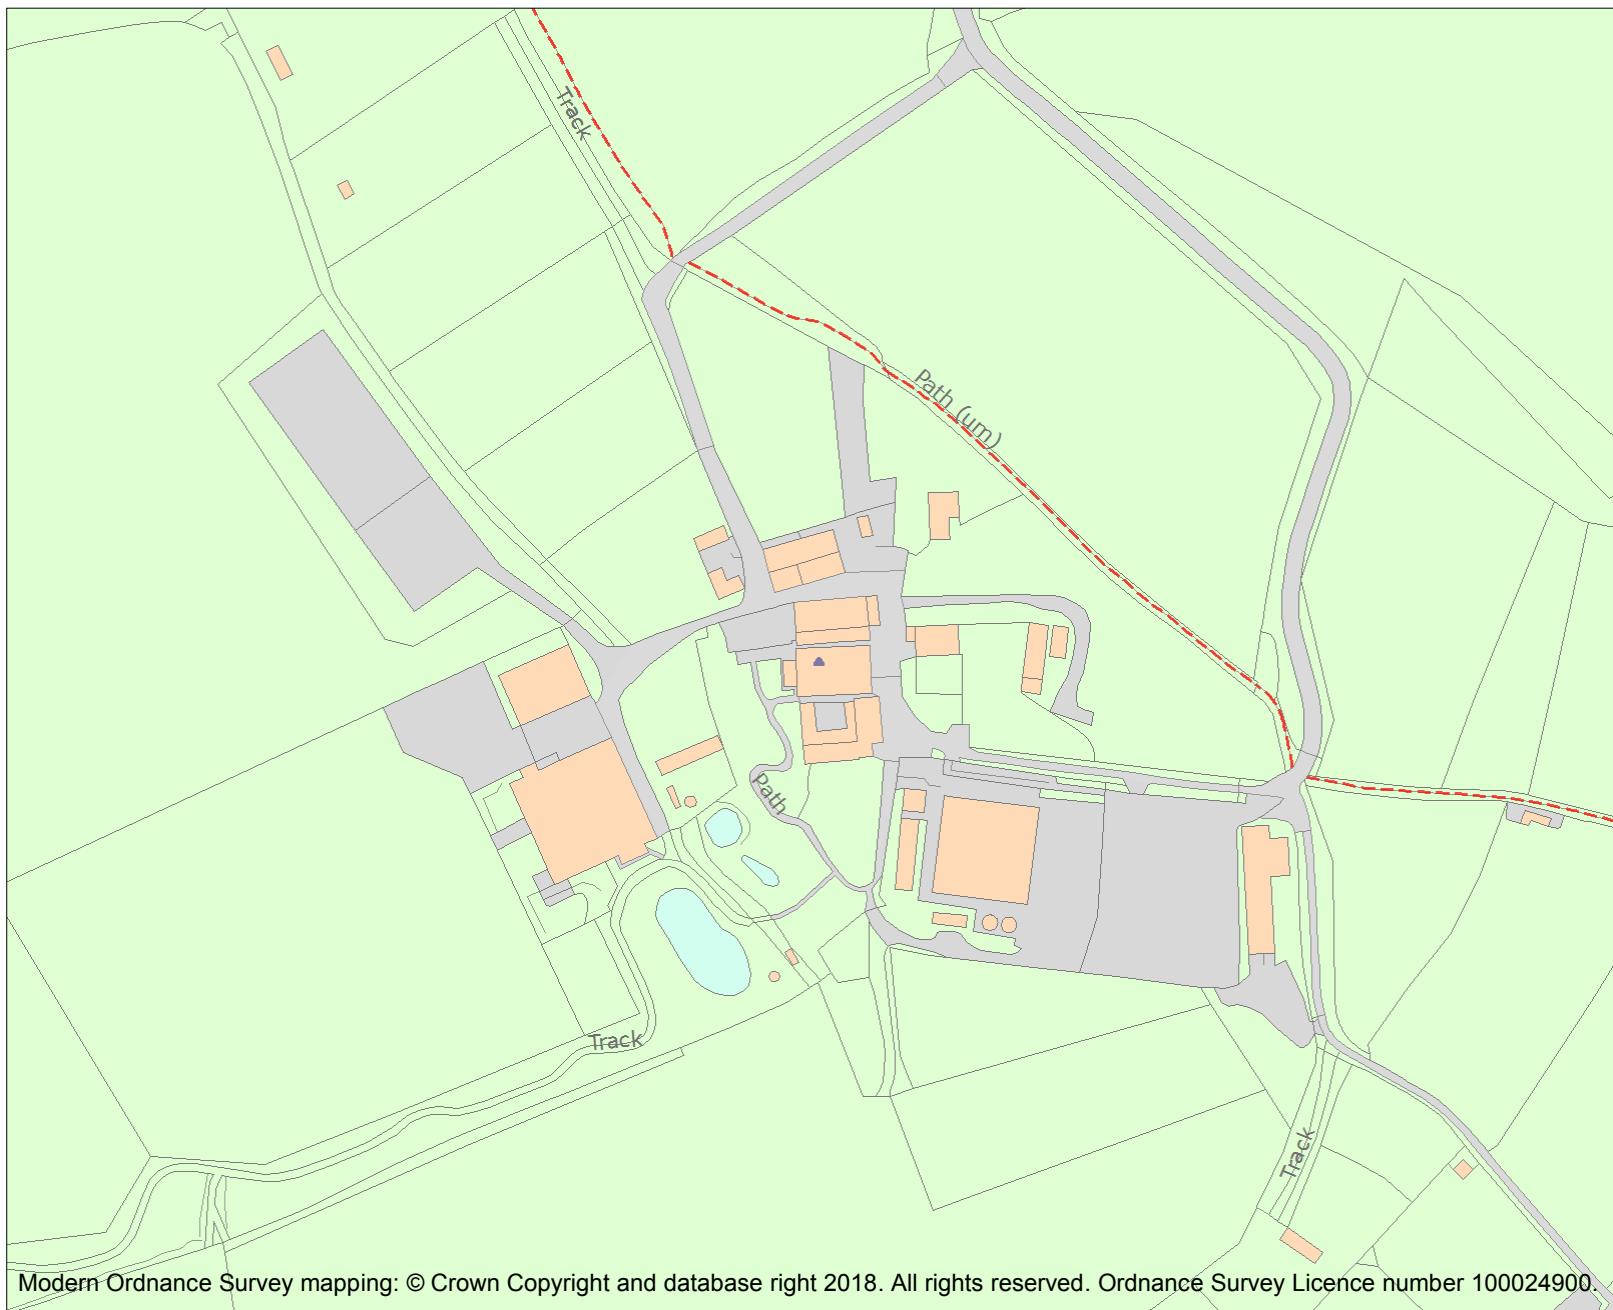 Track
Path (um)
Path
Track
Track
Modern Ordnance Survey mapping: © Crown Copyright and database right 2018. All rights reserved. Ordnance Survey Licence number 100024900.